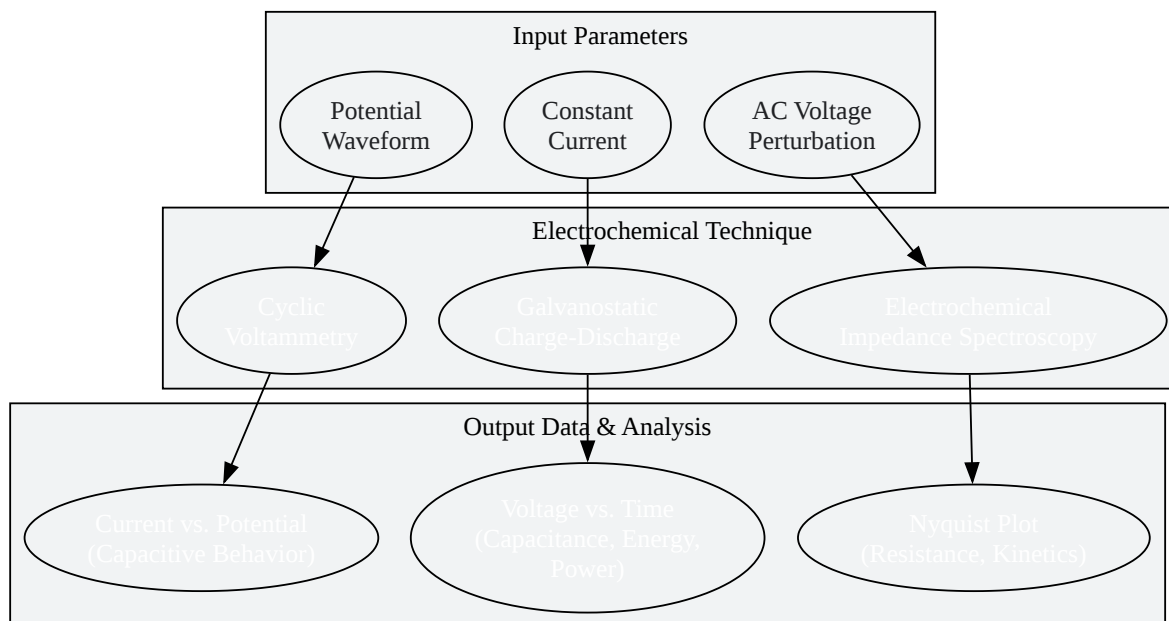 Input Parameters
Potential
Waveform
Constant
Current
AC Voltage
Perturbation
Electrochemical Technique
Cyclic
Voltammetry
Galvanostatic
Charge-Discharge
Electrochemical
Impedance Spectroscopy
Output Data & Analysis
Current vs. Potential
(Capacitive Behavior)
Voltage vs. Time
(Capacitance, Energy,
Power)
Nyquist Plot
(Resistance, Kinetics)